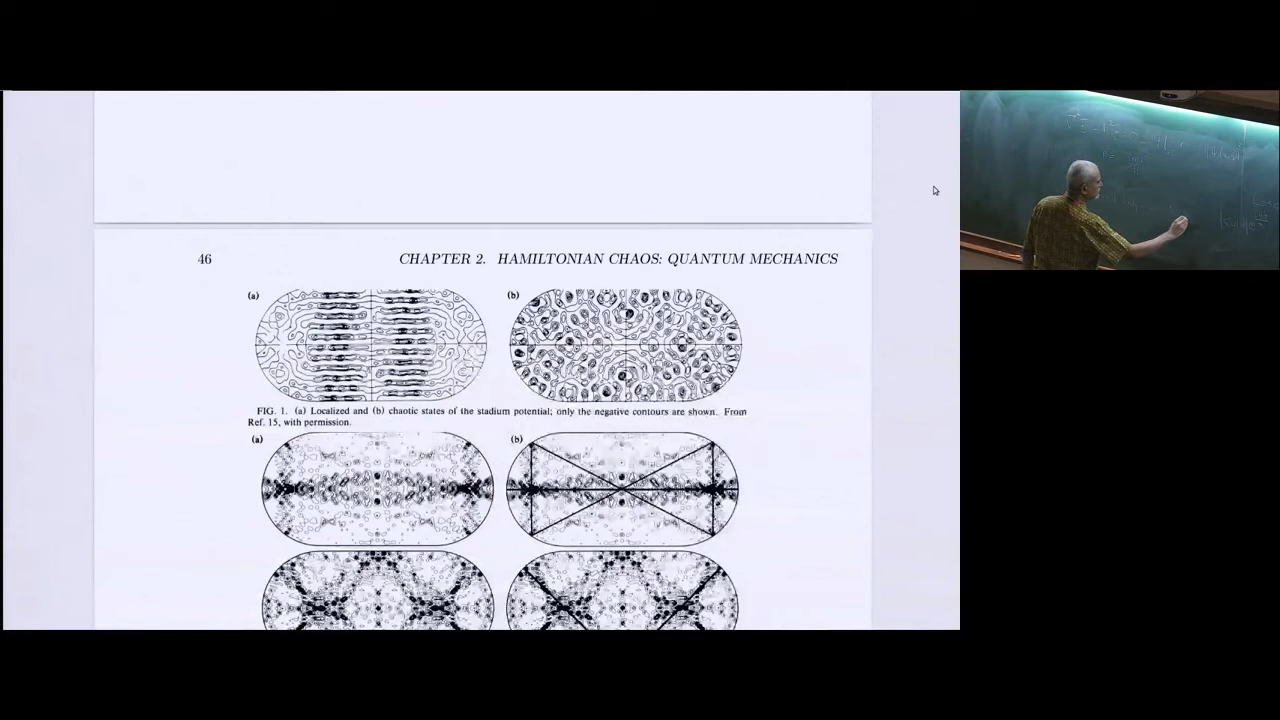 46 CHAPTER 2. HAMILTONIAN CHAOS: QUANTUM MECHANICS
(a) (b)
FIG. 1. (a) Localized and (b) chaotic states of the stadium potential; only the negative contours are shown. From
Ref. 15, with permission.
(a) (b)